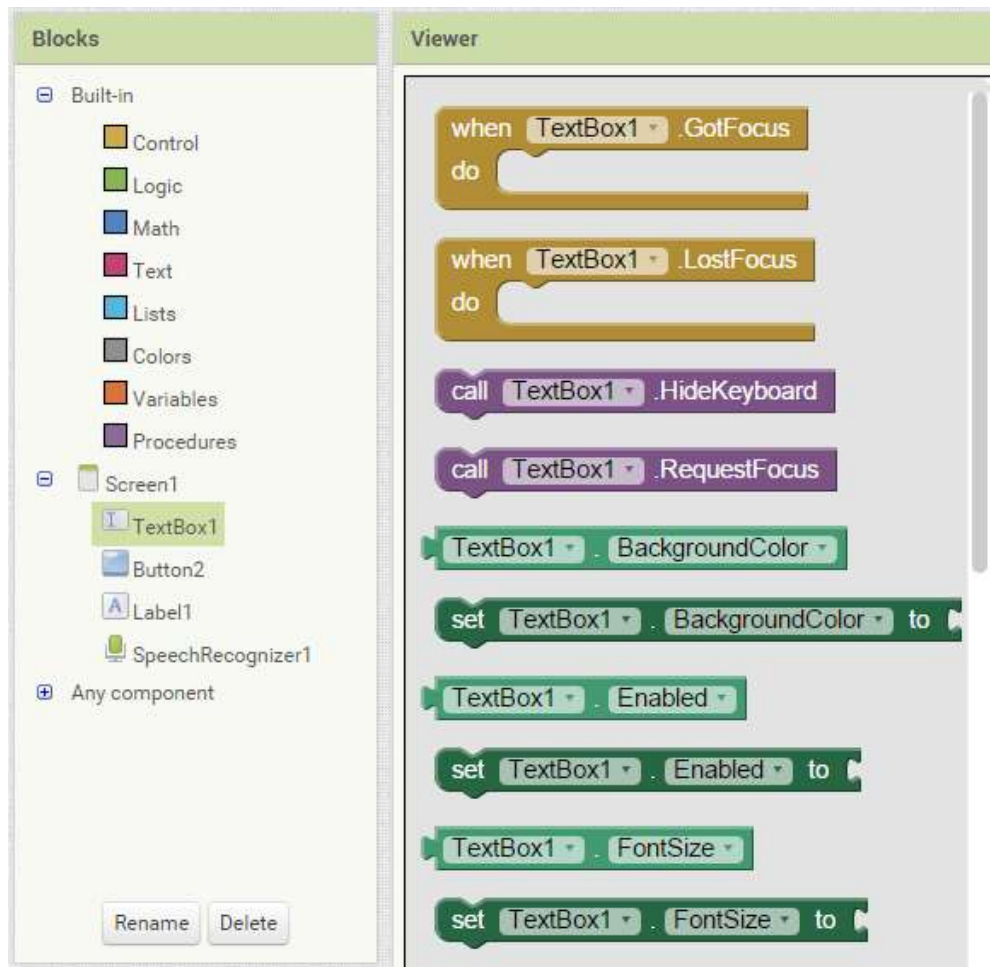 Blocks
Built-in
Control
Logic
Math
Text
Lists
Colors
Variables
Procedures
Screen1
TextBox1
Button2
A Label1
SpeechRecognizer1
Any component
Rename Delete
Viewer
when TextBox1 .GotFocus
do
when TextBox1 .LostFocus
do
call TextBox1 .HideKeyboard
call TextBox1 .RequestFocus
TextBox1 . BackgroundColor
set TextBox1 . BackgroundColor to
TextBox1 . Enabled
set TextBox1 . Enabled to
TextBox1 . FontSize
set TextBox1 . FontSize to